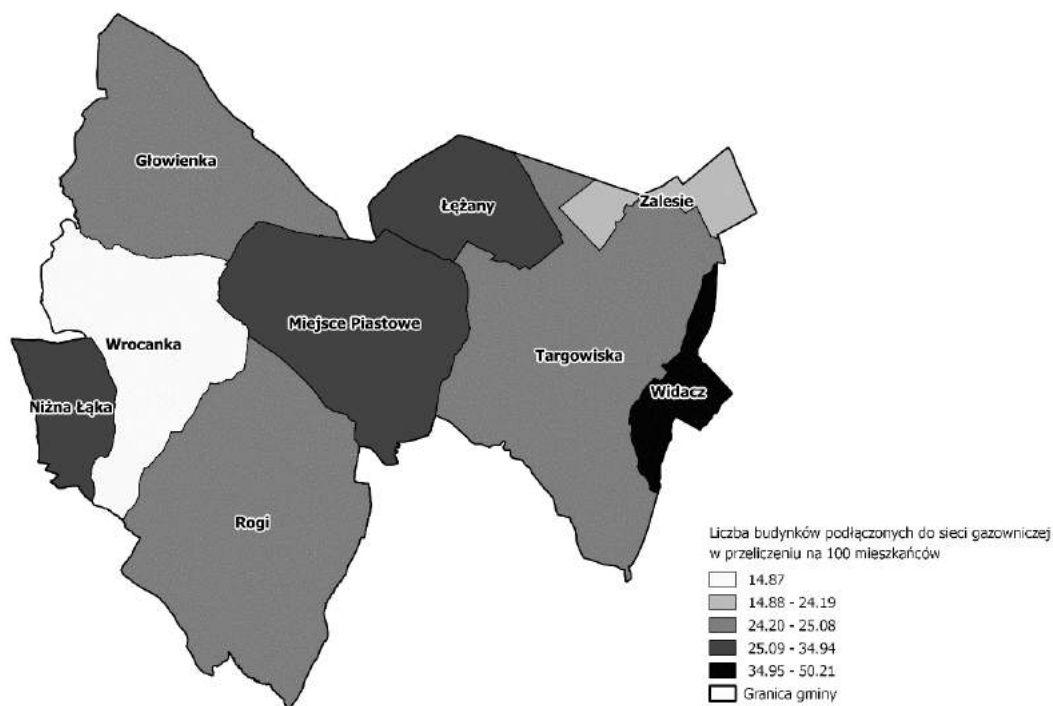 Głowienka
Łężany
Zalesie
Miejsce Piastowe
Wrocanka
Targowiska
Widacz
Niżna Łąka
Rogi
Liczba budynków podłączonych do sieci gazowniczej
w przeliczeniu na 100 mieszkańców
14.87
14.88 - 24.19
24.20 - 25.08
25.09 - 34.94
34.95 - 50.21
Granica gminy